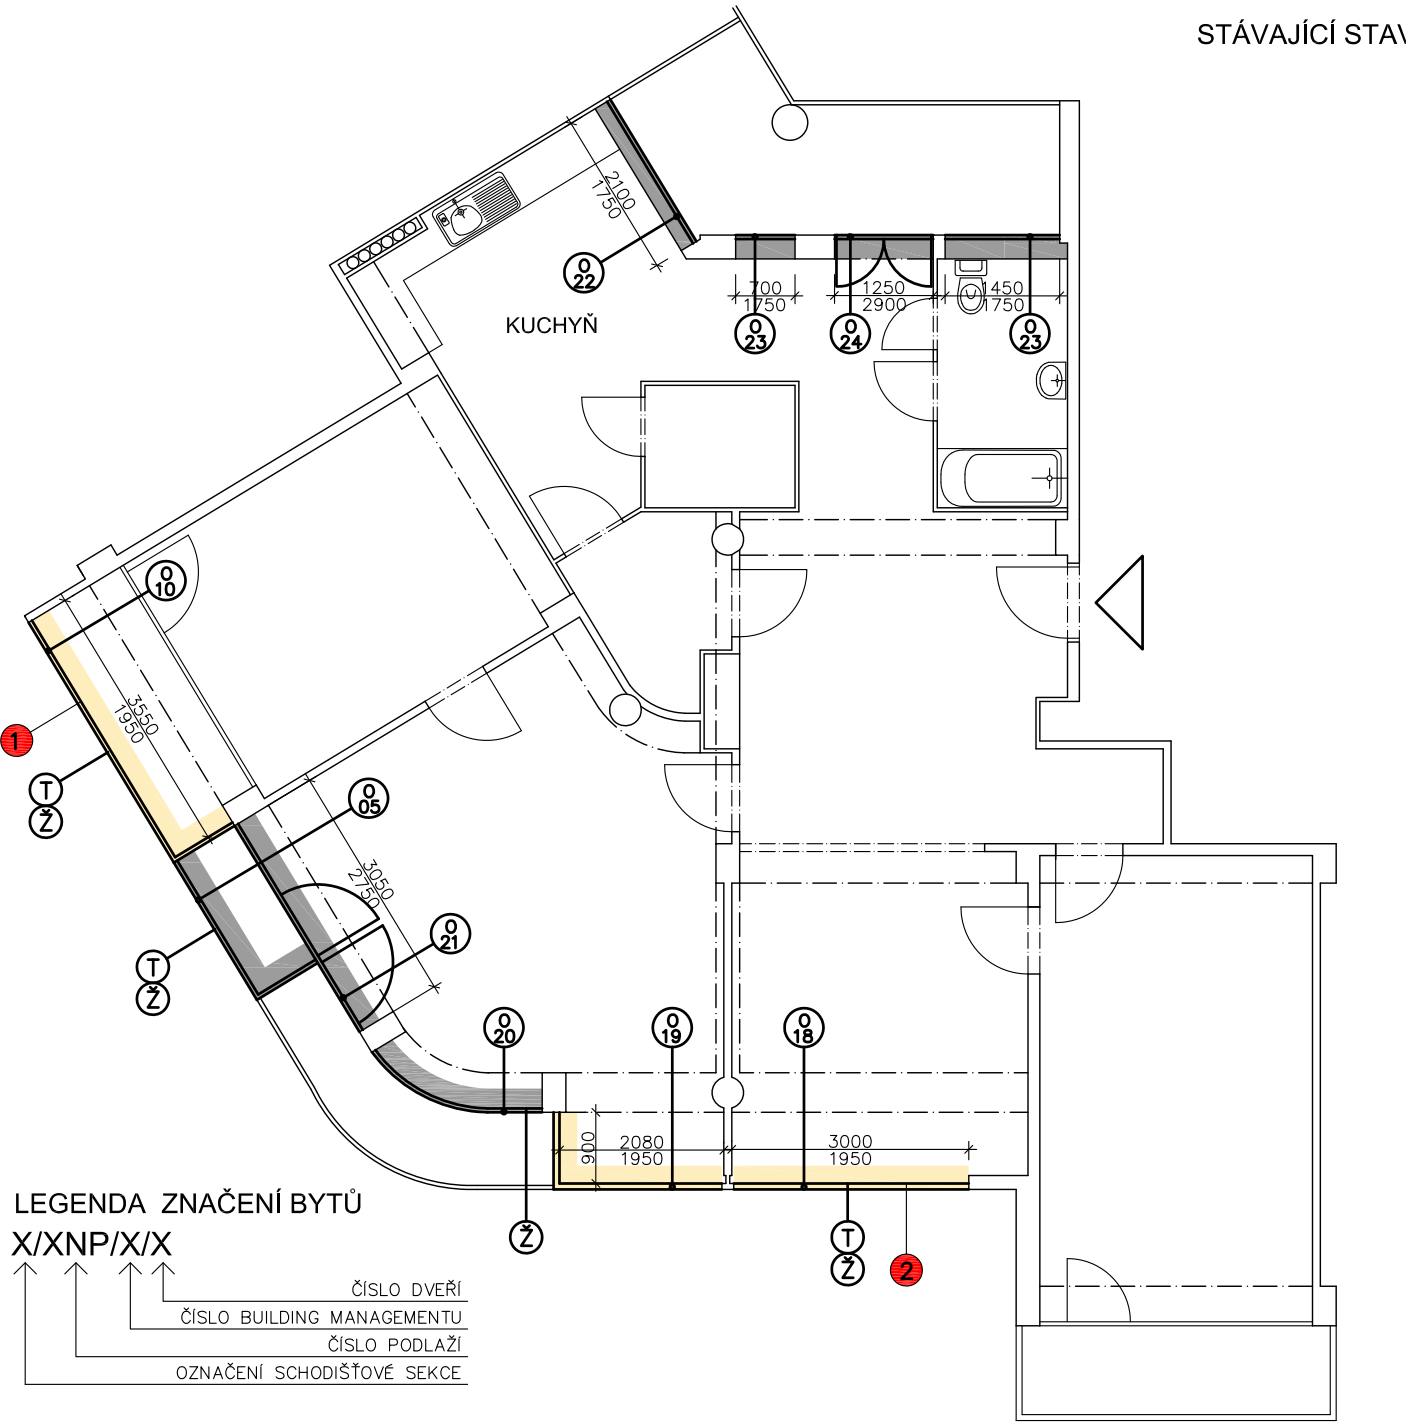 STÁVAJÍCÍ STAV
2100
1750
O
22
KUCHYŇ
700
1750
1250
2900
1450
1750
O
23
O
24
O
23
O
10
3550
1950
1
T
Ž
O
05
3050
2750
O
21
T
Ž
O
20
O
19
O
18
900
2080
1950
3000
1950
Ž
T
Ž
2
LEGENDA ZNAČENÍ BYTŮ
X/XNP/X/X
ČÍSLO DVEŘÍ
ČÍSLO BUILDING MANAGEMENTU
ČÍSLO PODLAŽÍ
OZNAČENÍ SCHODIŠŤOVÉ SEKCE